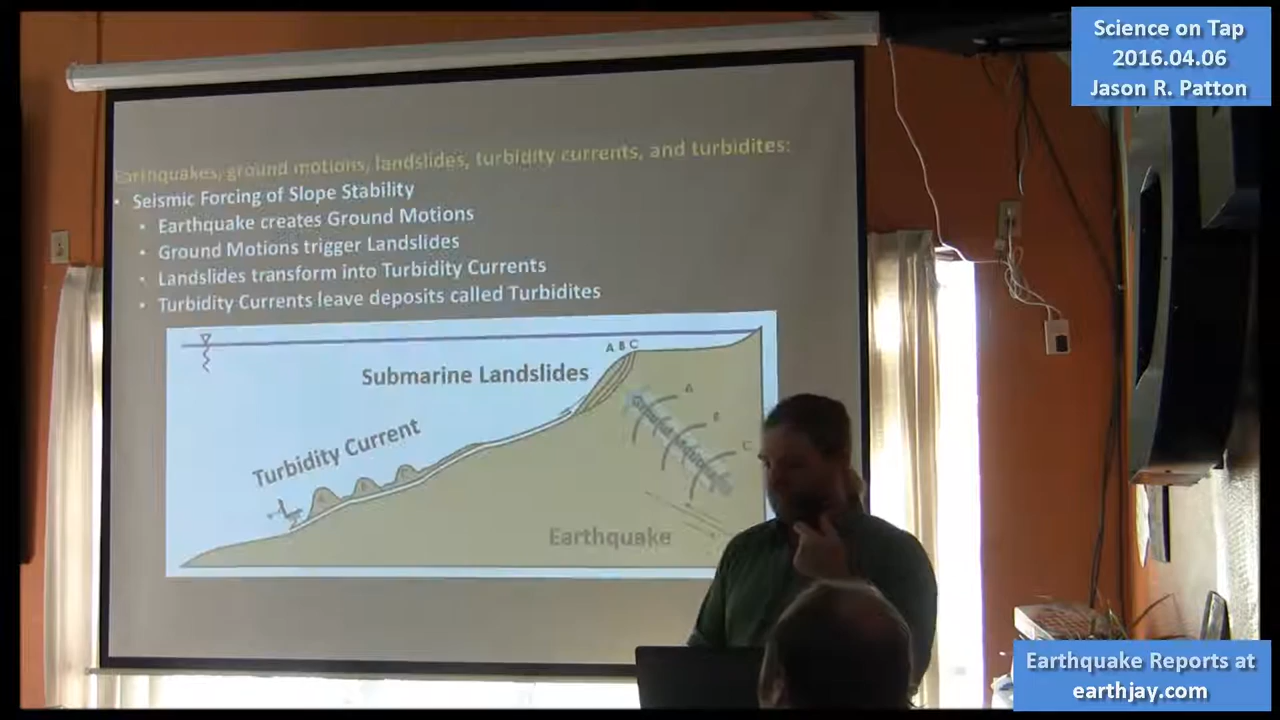 Science on Tap
2016.04.06
Jason R. Patton
Earthquakes, ground motions, landslides, turbidity currents, and turbidites:
• Seismic Forcing of Slope Stability
• Earthquake creates Ground Motions
• Ground Motions trigger Landslides
• Landslides transform into Turbidity Currents
• Turbidity Currents leave deposits called Turbidites
A B C
Submarine Landslides
A
Turbidity Current
C
Earthquake
Earthquake Reports at
earthjay.com